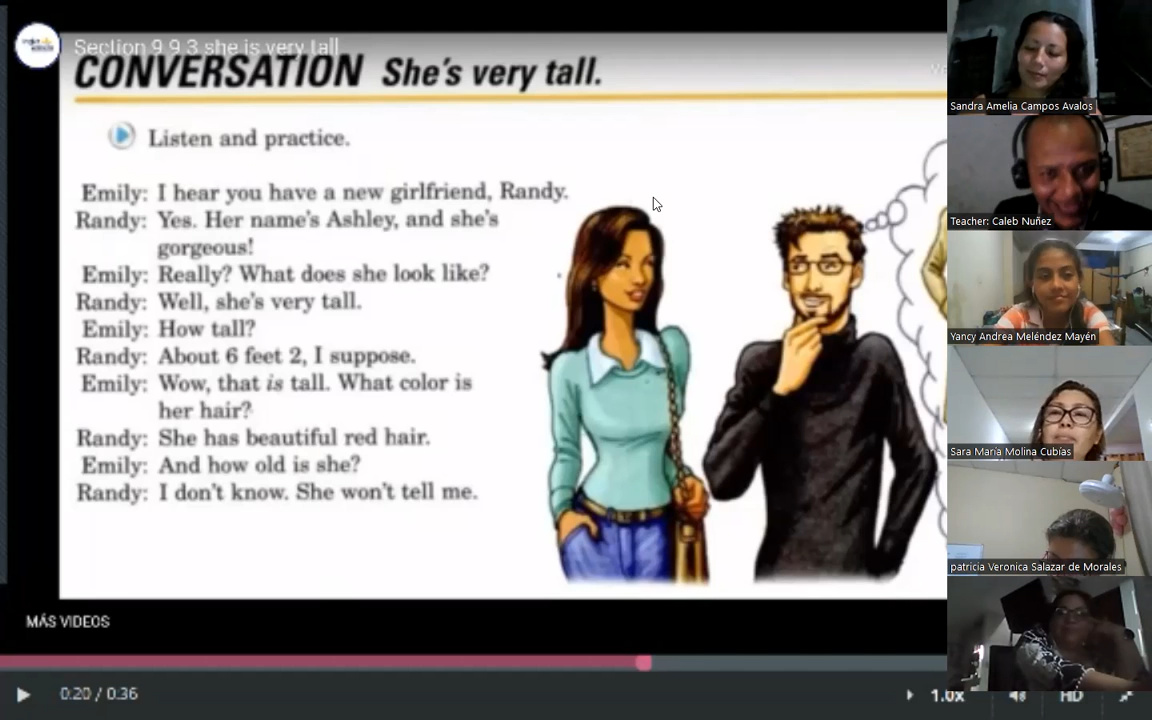 Section 9 9 3 she is very tall
CONVERSATION She's very tall.
Listen and practice.
Emily: I hear you have a new girlfriend, Randy.
Randy: Yes. Her name's Ashley, and she's
gorgeous!
Emily: Really? What does she look like?
Randy: Well, she's very tall.
Emily: How tall?
Randy: About 6 feet 2, I suppose.
Emily: Wow, that is tall. What color is
her hair?
Randy: She has beautiful red hair.
Emily: And how old is she?
Randy: I don't know. She won't tell me.
MÁS VIDEOS
0:20 / 0:36
1.0x
HD
Sandra Amelia Campos Avalos
Teacher: Caleb Nuñez
Yancy Andrea Meléndez Mayén
Sara María Molina Cubías
patricia Veronica Salazar de Morales